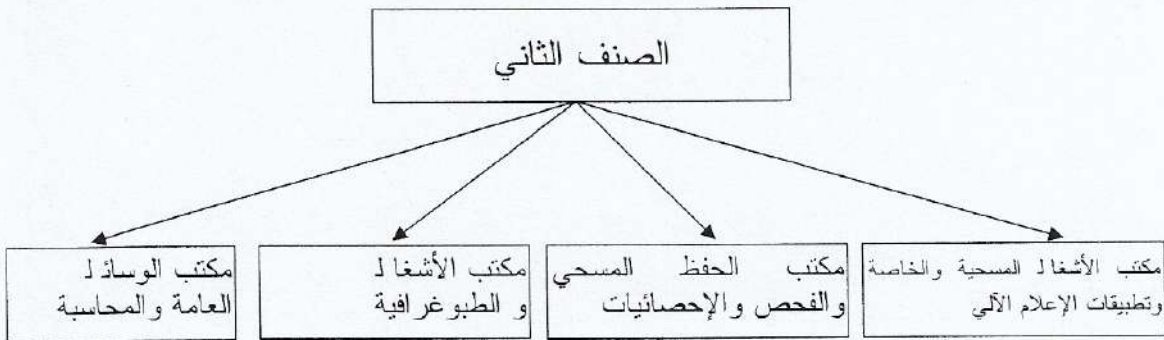 الصنف الثاني
مكتب الأشغال المسحية والخاصة
وتطبيقات الإعلام الآلي
مكتب الحفظ المسحي
والفحص والإحصائيات
مكتب الأشغال
و الطبوغرافية
مكتب الوسائل
العامة والمحاسبة